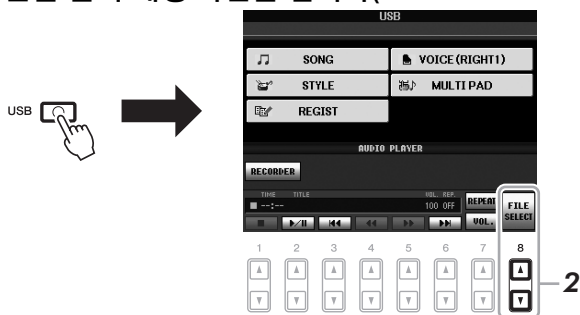 USB
USB
SONG
VOICE(RIGHT1)
STYLE
MULTI PAD
REGIST
AUDIO PLAYER
RECORDER
TIME TITLE VOL. REP.
--:-- 100 OFF
REPEAT
FILE SELECT
VOL.
1 2 3 4 5 6 7 8
2